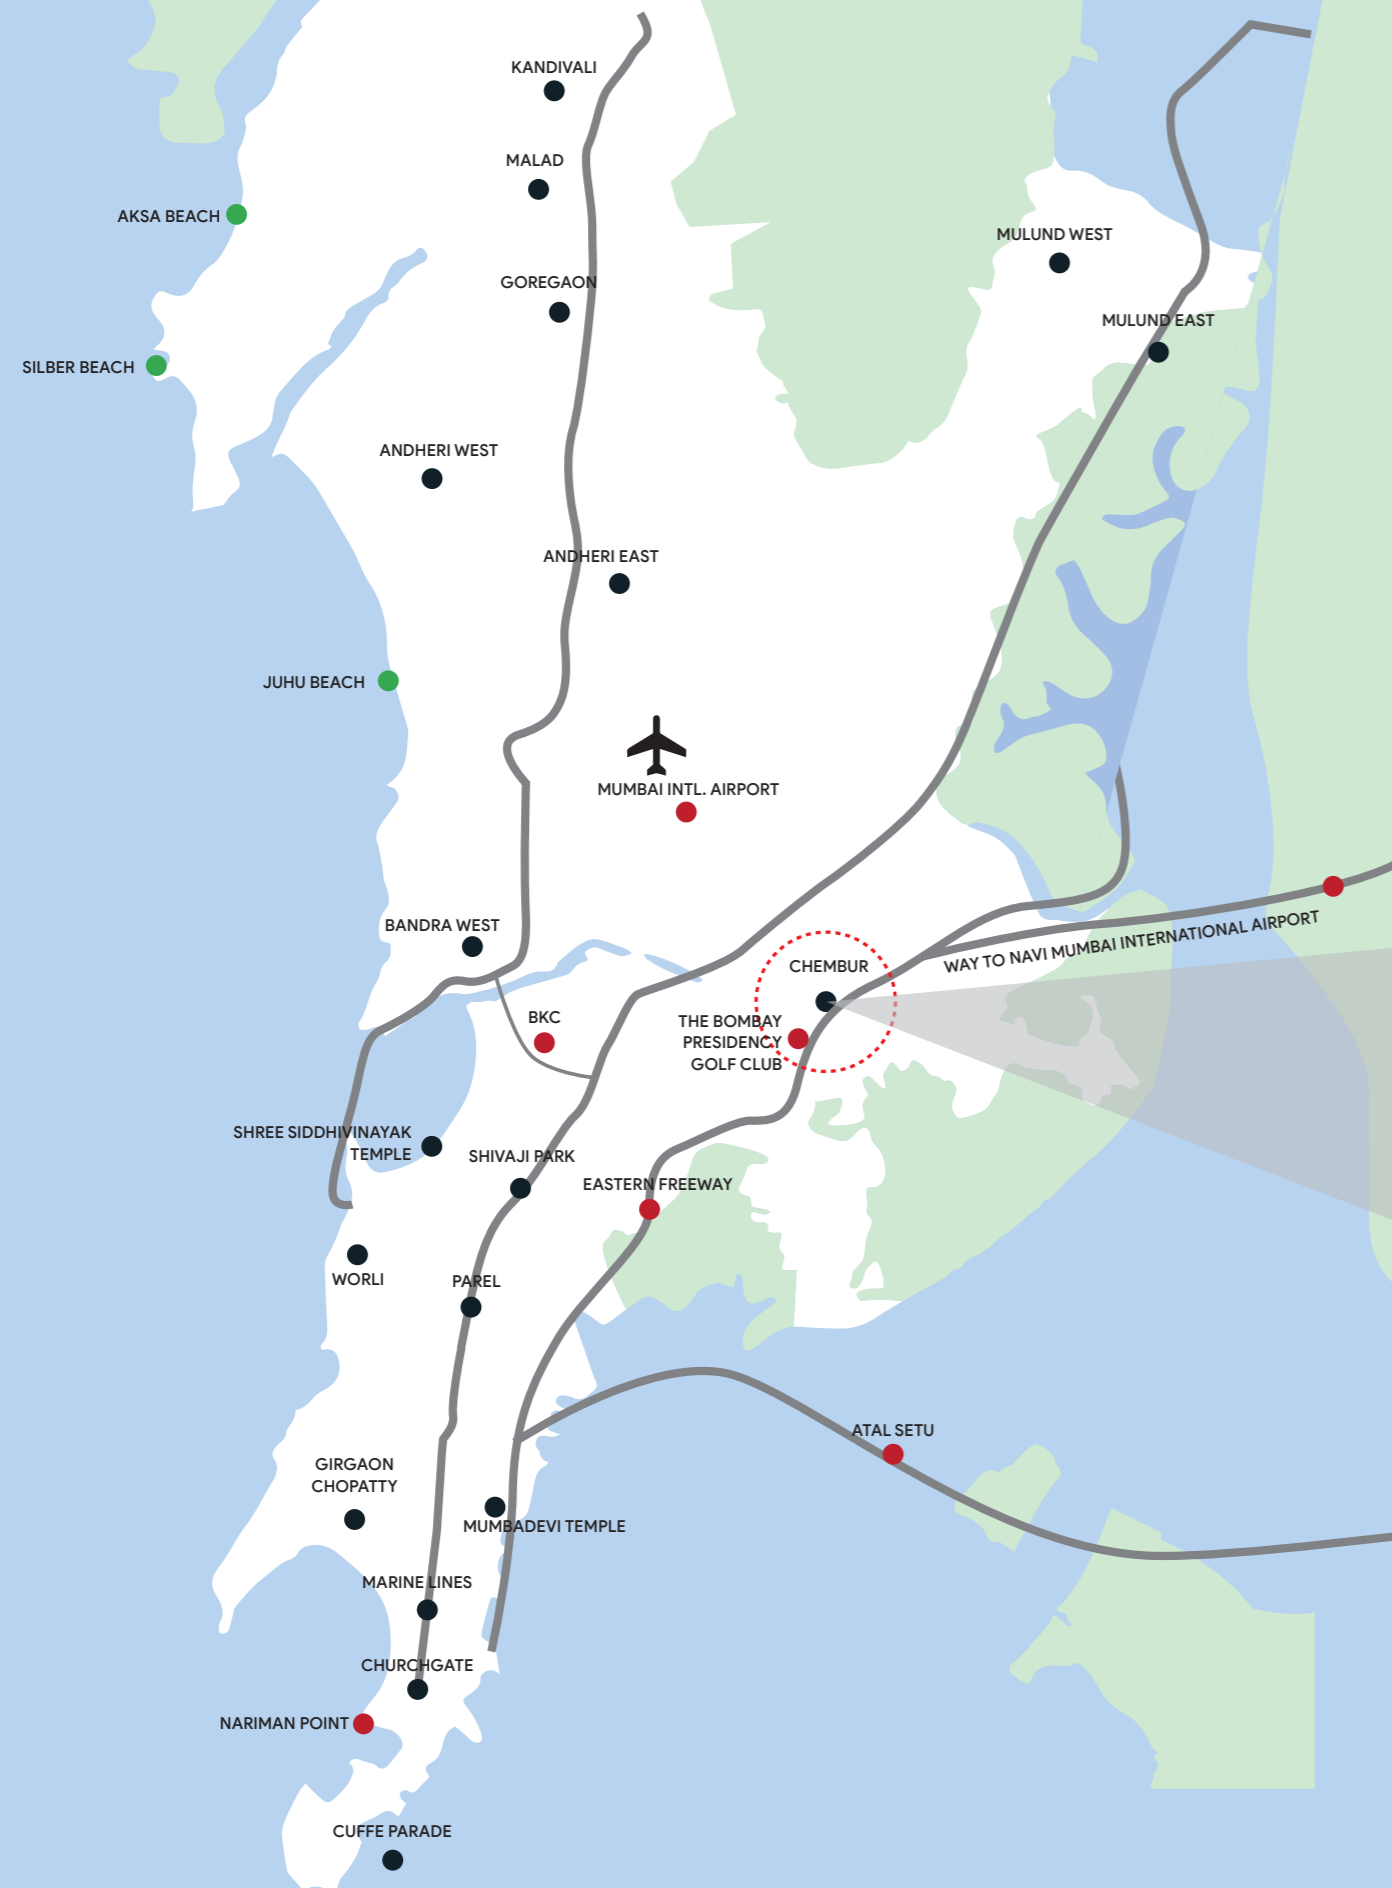 KANDIVALI
MALAD
AKSA BEACH
MULUND WEST
GOREGAON
MULUND EAST
SILBER BEACH
ANDHERI WEST
ANDHERI EAST
JUHU BEACH
MUMBAI INTL. AIRPORT
BANDRA WEST
WAY TO NAVI MUMBAI INTERNATIONAL AIRPORT
CHEMBUR
BKC
THE BOMBAY
PRESIDENCY
GOLF CLUB
SHREE SIDDHIVINAYAK
TEMPLE
SHIVAJI PARK
EASTERN FREEWAY
WORLI
PAREL
ATAL SETU
GIRGAON
CHOPATTY
MUMBADEVI TEMPLE
MARINE LINES
CHURCHGATE
NARIMAN POINT
CUFFE PARADE